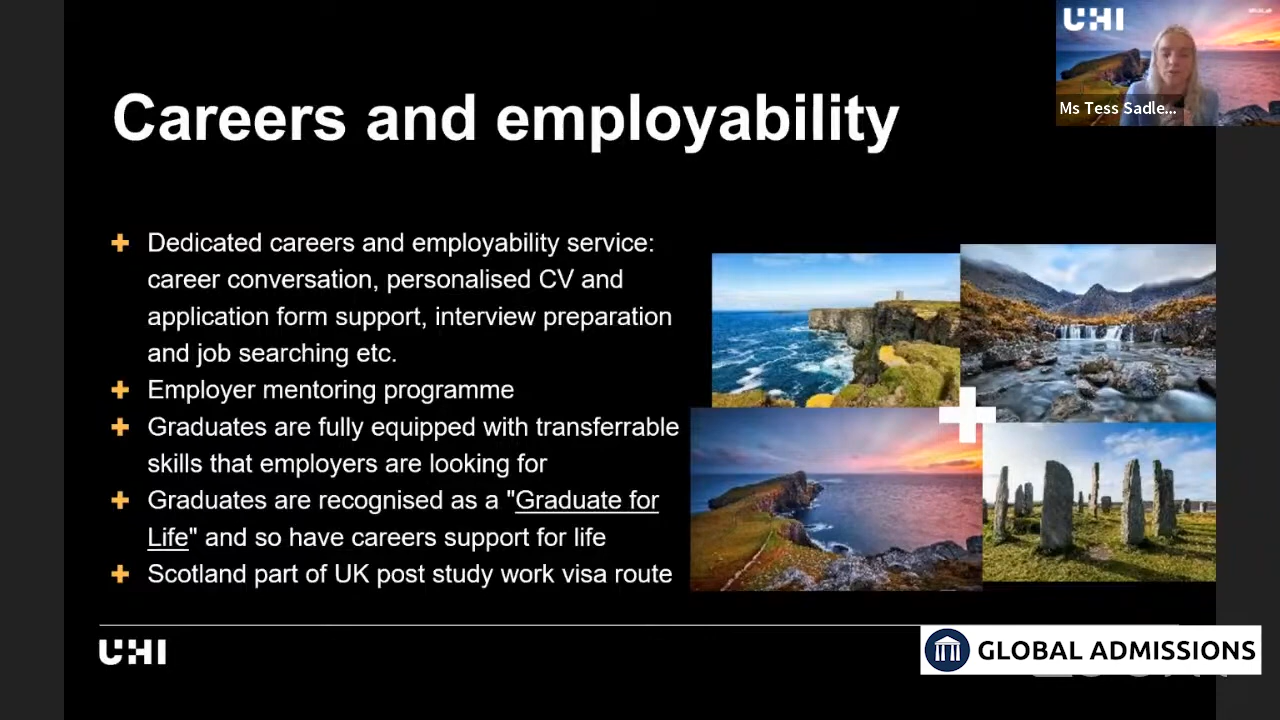 UHI
Ms Tess Sadle...
Careers and employability
Dedicated careers and employability service:
career conversation, personalised CV and
application form support, interview preparation
and job searching etc.
Employer mentoring programme
Graduates are fully equipped with transferrable
skills that employers are looking for
Graduates are recognised as a "Graduate for
Life" and so have careers support for life
Scotland part of UK post study work visa route
UHI
GLOBAL ADMISSIONS